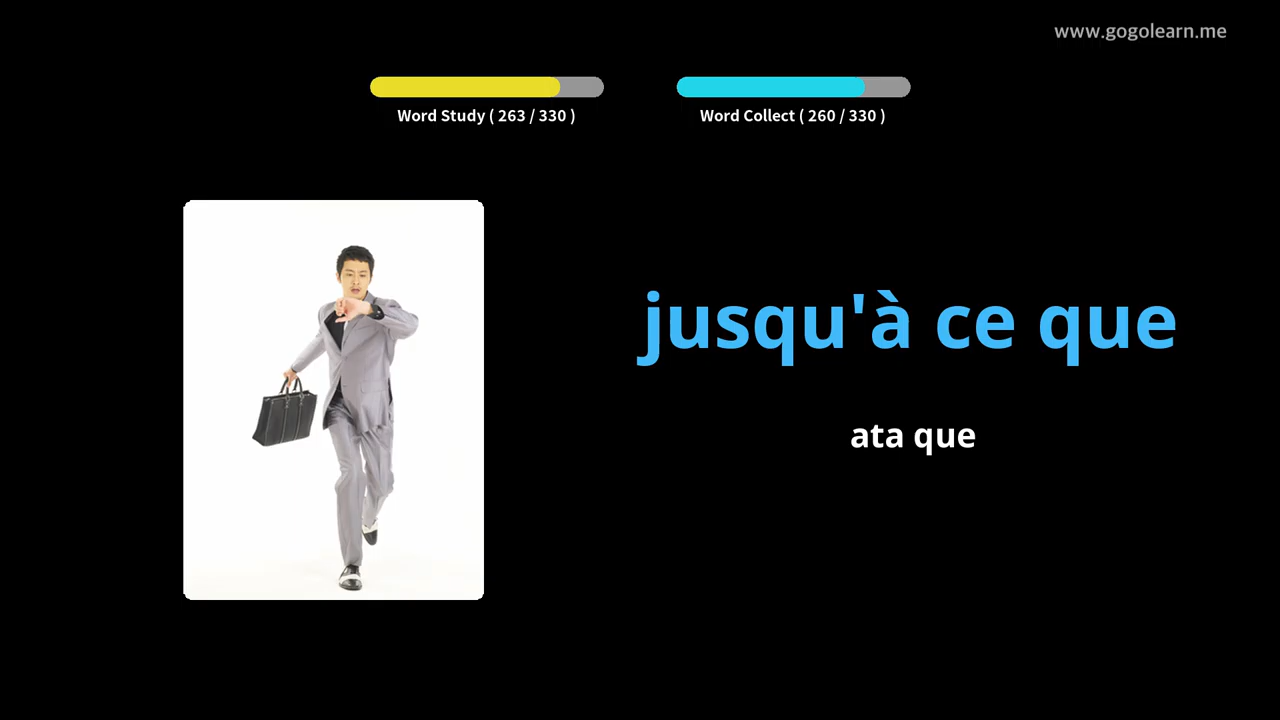 www.gogolearn.me
Word Study ( 263 / 330 )
Word Collect ( 260 / 330 )
jusqu'à ce que
ata que